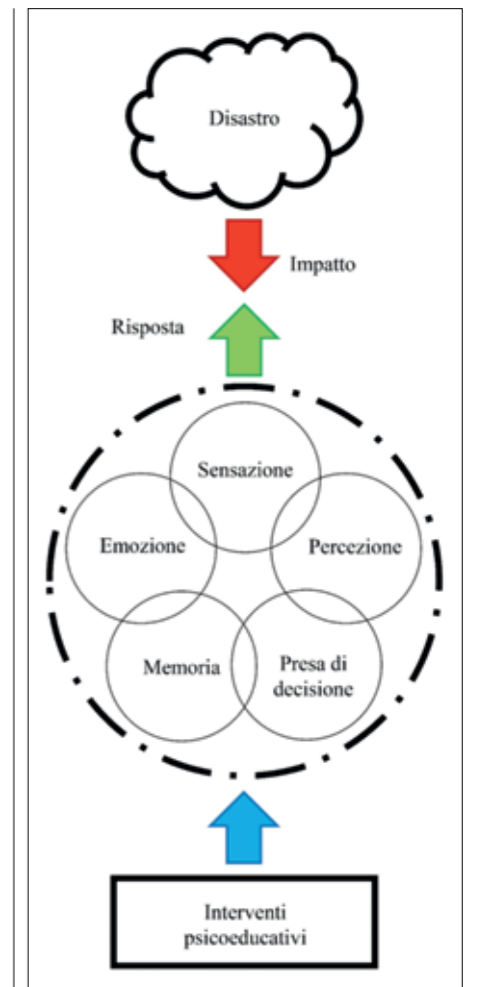 Disastro
Impatto
Risposta
Sensazione
Emozione
Percezione
Memoria
Presa di
decisione
Interventi
psicoeducativi